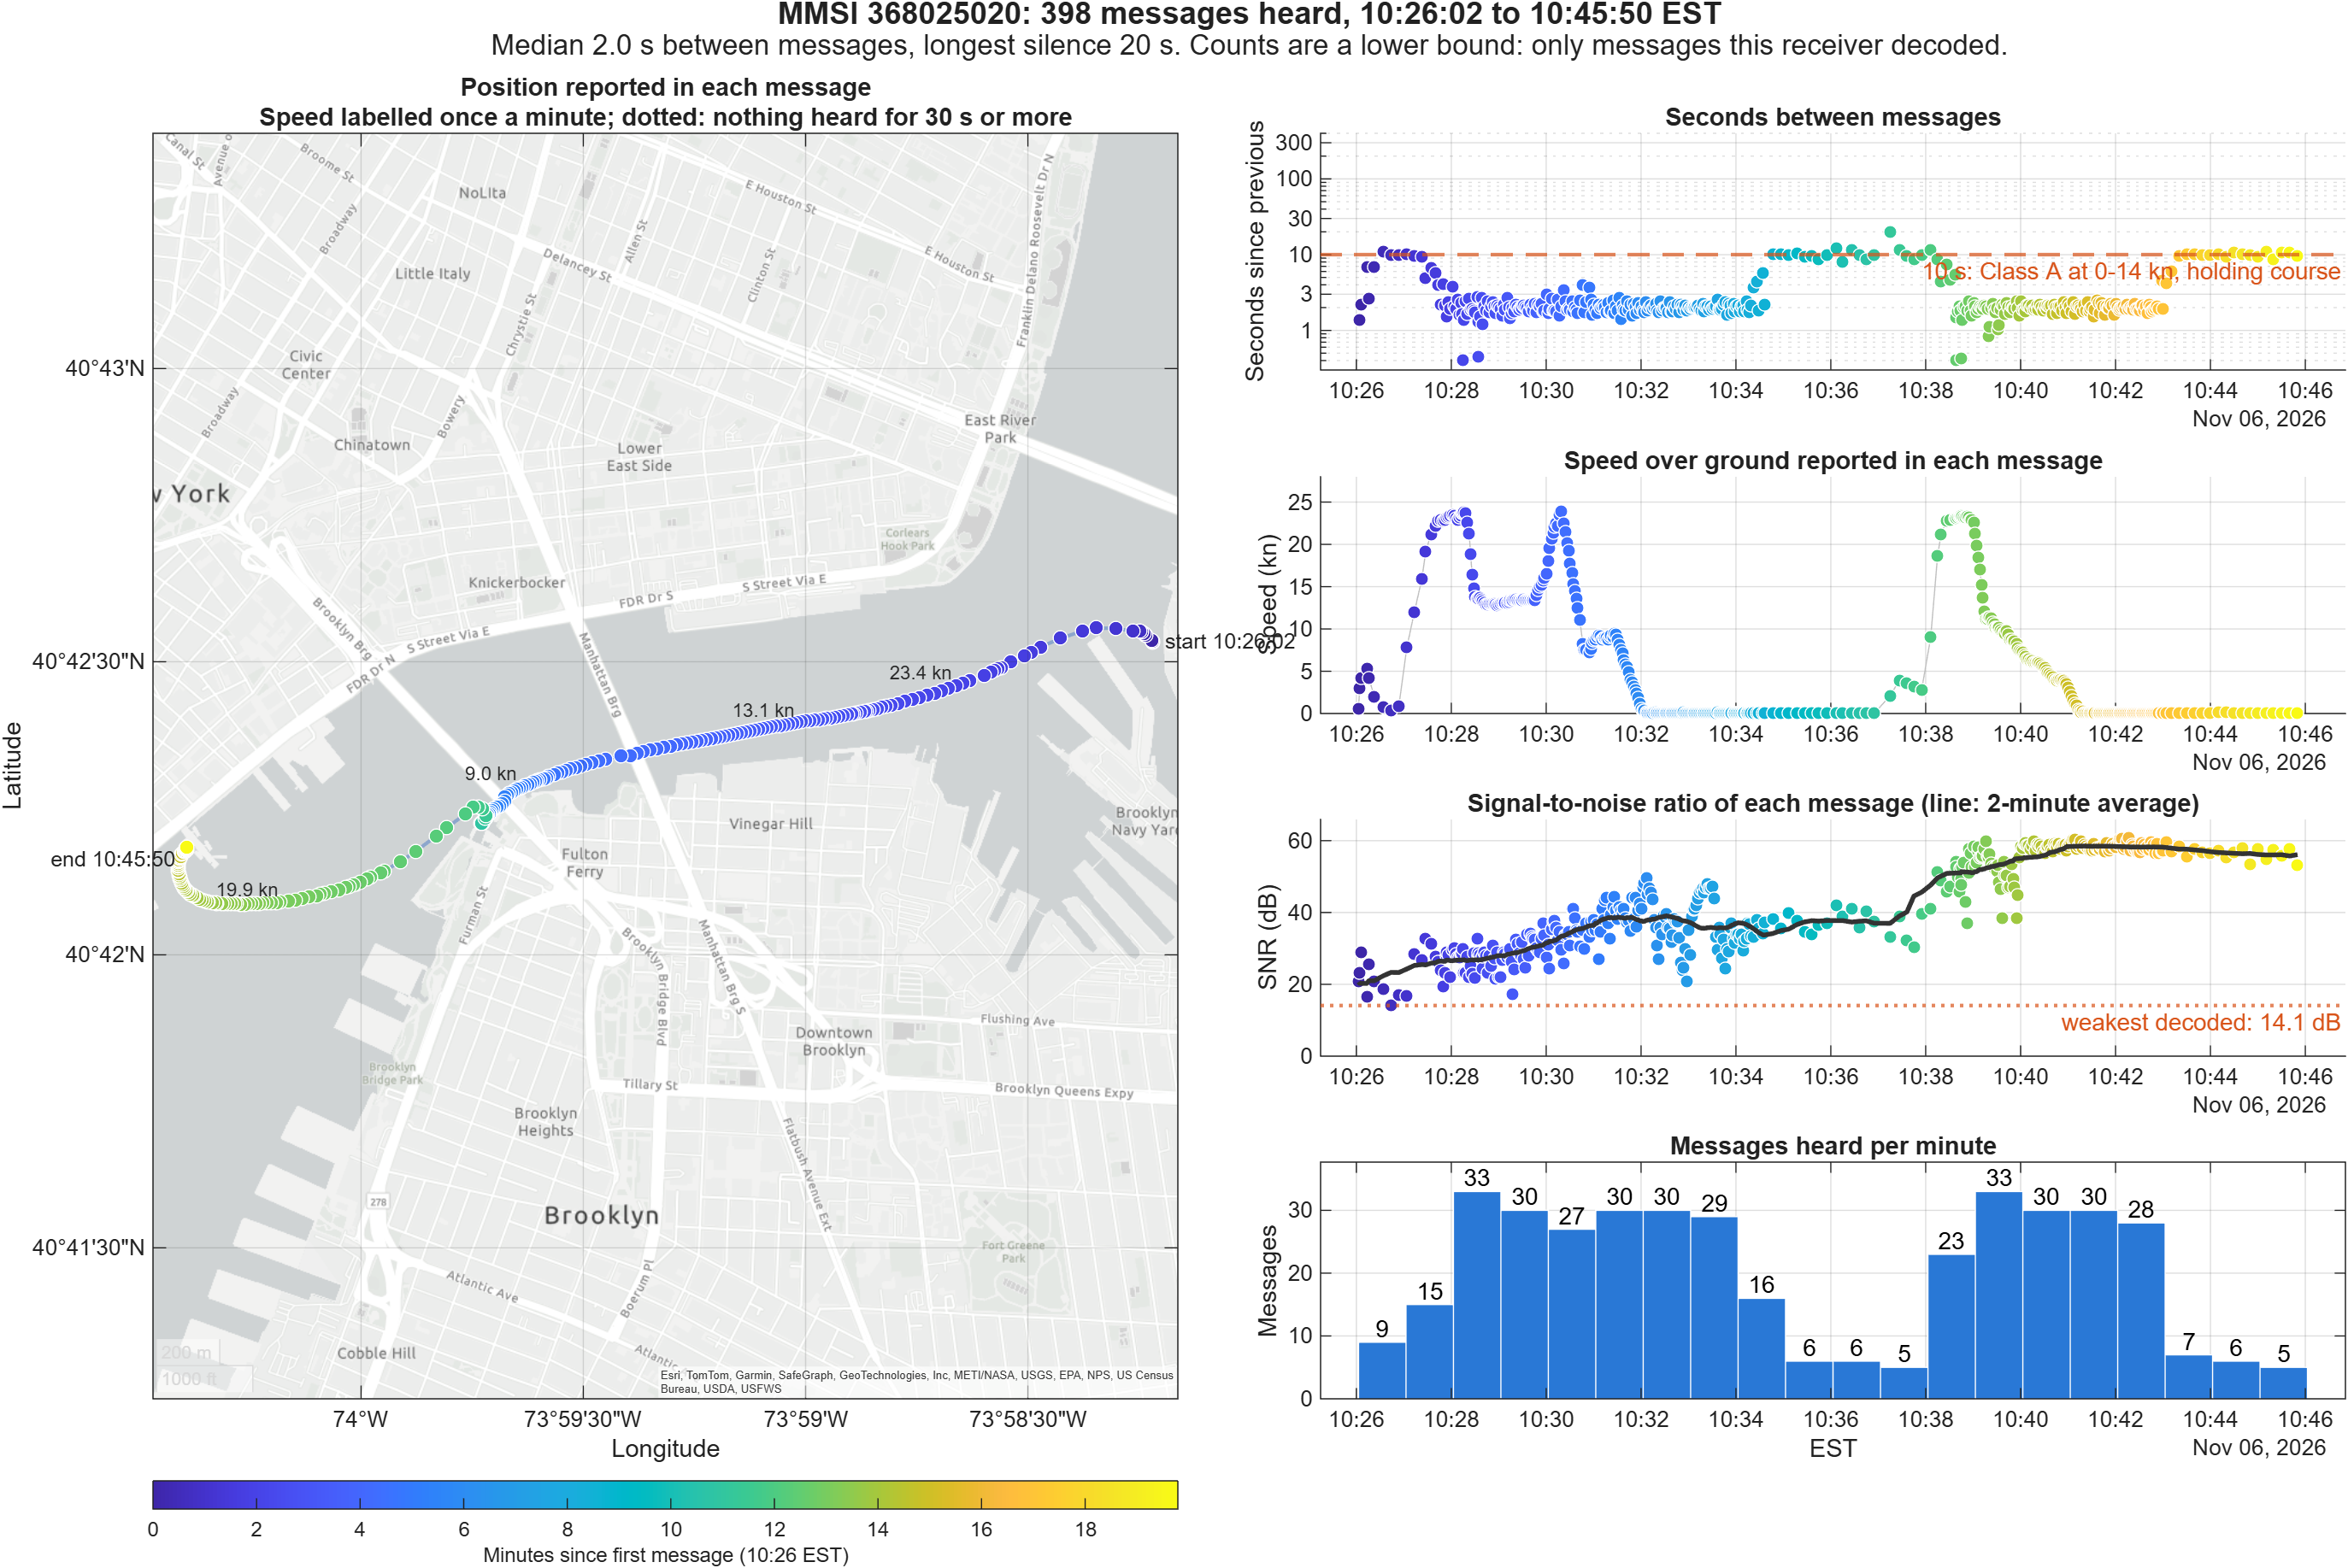 MMSI 368025020: 398 messages heard, 10:26:02 to 10:45:50 EST
Median 2.0 s between messages, longest silence 20 s. Counts are a lower bound: only messages this receiver decoded.
Position reported in each message
Speed labelled once a minute; dotted: nothing heard for 30 s or more
Latitude
40°43'N
40°42'30"N
40°42'N
40°41'30"N
Canal St
Broome St
Broadway
NoLIta
E Houston St
Allen St
Franklin Delano Roosevelt Dr N
Little Italy
Delancey St
Clinton St
E Houston St
Chrystie St
Civic
Center
Broadway
Bowery
Chinatown
Lower
East Side
East River
Park
York
Corlears
Hook Park
Knickerbocker
S Street Via E
FDR Dr S
Brooklyn Brg
S Street Via E
FDR Dr N
Manhattan Brg
start 10:26:02
23.4 kn
13.1 kn
9.0 kn
19.9 kn
end 10:45:50
Vinegar Hill
Brooklyn
Navy Yard
Fulton
Ferry
Furman St
Brooklyn Bridge Blvd
Manhattan Brg S
Flushing Ave
Downtown
Brooklyn
Brooklyn
Bridge Park
Tillary St
Brooklyn Queens Expy
Brooklyn
Heights
Flatbush Avenue Ext
278
Brooklyn
Fort Greene
Park
Atlantic Ave
Boerum Pl
Cobble Hill
Atlantic
200 m
1000 ft
Esri, TomTom, Garmin, SafeGraph, GeoTechnologies, Inc, METI/NASA, USGS, EPA, NPS, US Census
Bureau, USDA, USFWS
74°W 73°59'30"W 73°59'W 73°58'30"W
Longitude
0 2 4 6 8 10 12 14 16 18
Minutes since first message (10:26 EST)
Seconds between messages
Seconds since previous
300
100
30
10
3
1
10 s: Class A at 0-14 kn, holding course
10:26 10:28 10:30 10:32 10:34 10:36 10:38 10:40 10:42 10:44 10:46
Nov 06, 2026
Speed over ground reported in each message
Speed (kn)
25
20
15
10
5
0
10:26 10:28 10:30 10:32 10:34 10:36 10:38 10:40 10:42 10:44 10:46
Nov 06, 2026
Signal-to-noise ratio of each message (line: 2-minute average)
SNR (dB)
60
40
20
0
weakest decoded: 14.1 dB
10:26 10:28 10:30 10:32 10:34 10:36 10:38 10:40 10:42 10:44 10:46
Nov 06, 2026
Messages heard per minute
Messages
30
20
10
0
9 15 33 30 27 30 30 29 16 6 6 5 23 33 30 30 28 7 6 5
10:26 10:28 10:30 10:32 10:34 10:36 10:38 10:40 10:42 10:44 10:46
EST
Nov 06, 2026